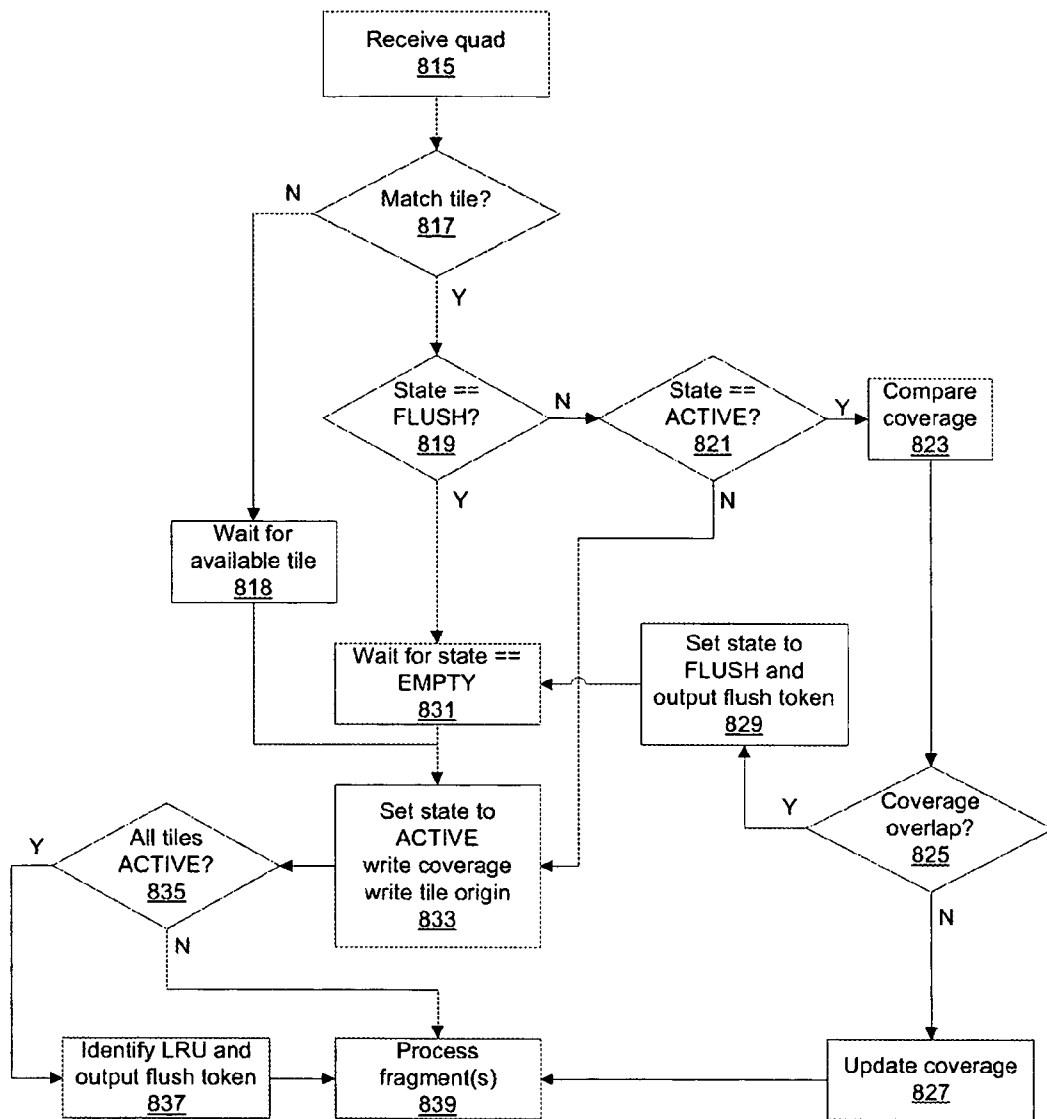 Receive quad
815
N
Match tile?
817
Y
State ==
FLUSH?
819
N
State ==
ACTIVE?
821
Y
Compare
coverage
823
Y
N
Wait for
available tile
818
Wait for state ==
EMPTY
831
Set state to
FLUSH and
output flush token
829
Y
All tiles
ACTIVE?
835
Set state to
ACTIVE
write coverage
write tile origin
833
Y
Coverage
overlap?
825
N
N
Identify LRU and
output flush token
837
Process
fragment(s)
839
Update coverage
827